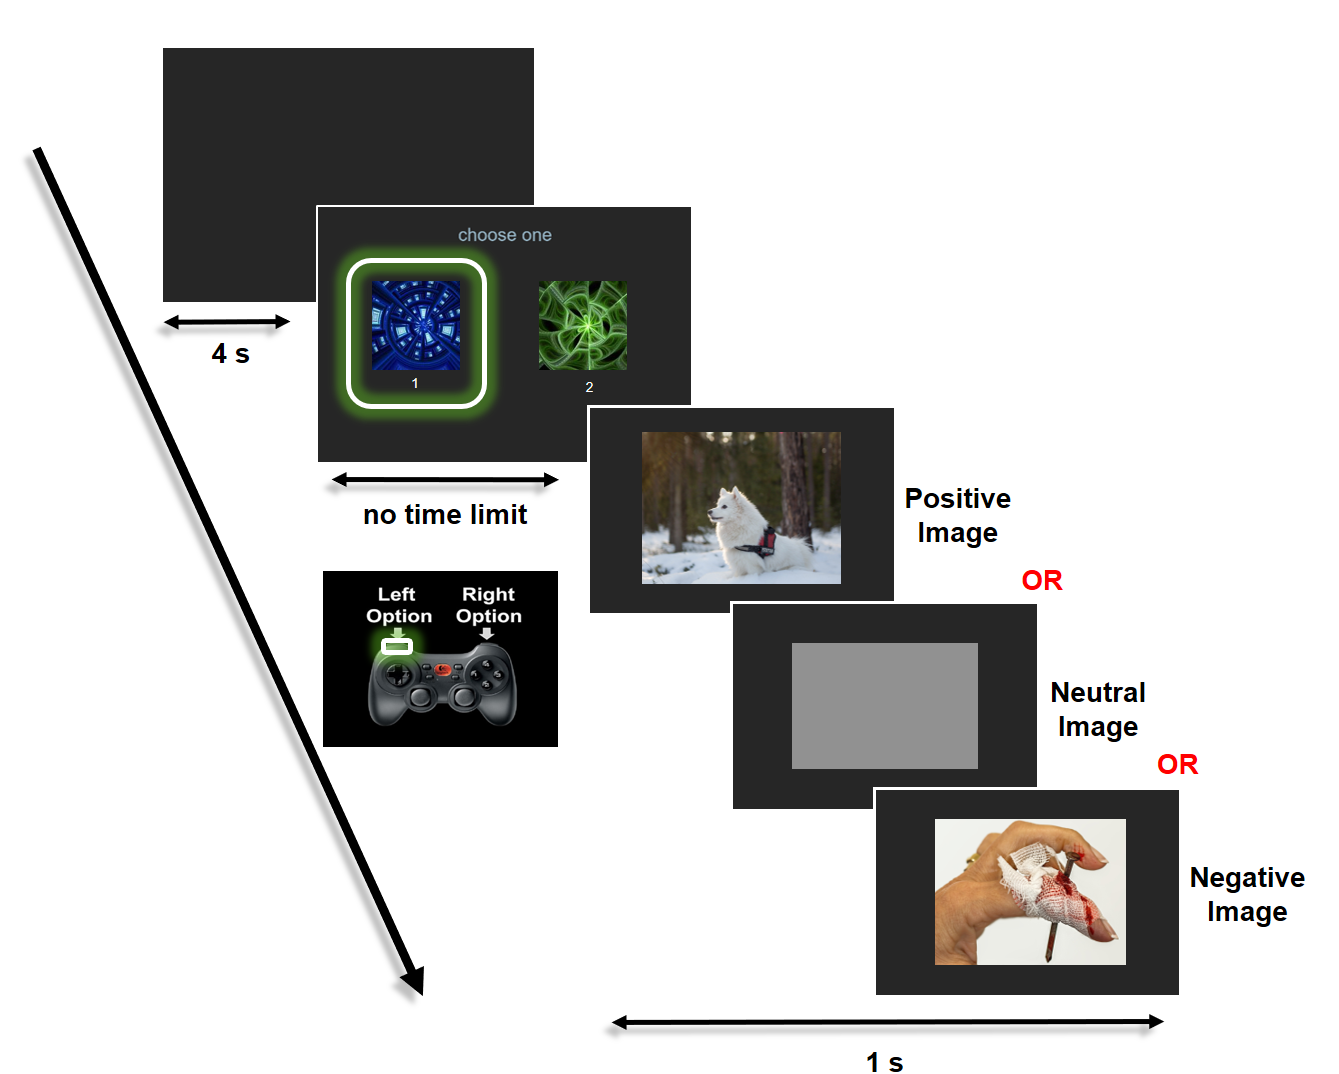 choose one
1
2
4 s
no time limit
Left
Option
Right
Option
Positive
Image
OR
Neutral
Image
OR
Negative
Image
1 s